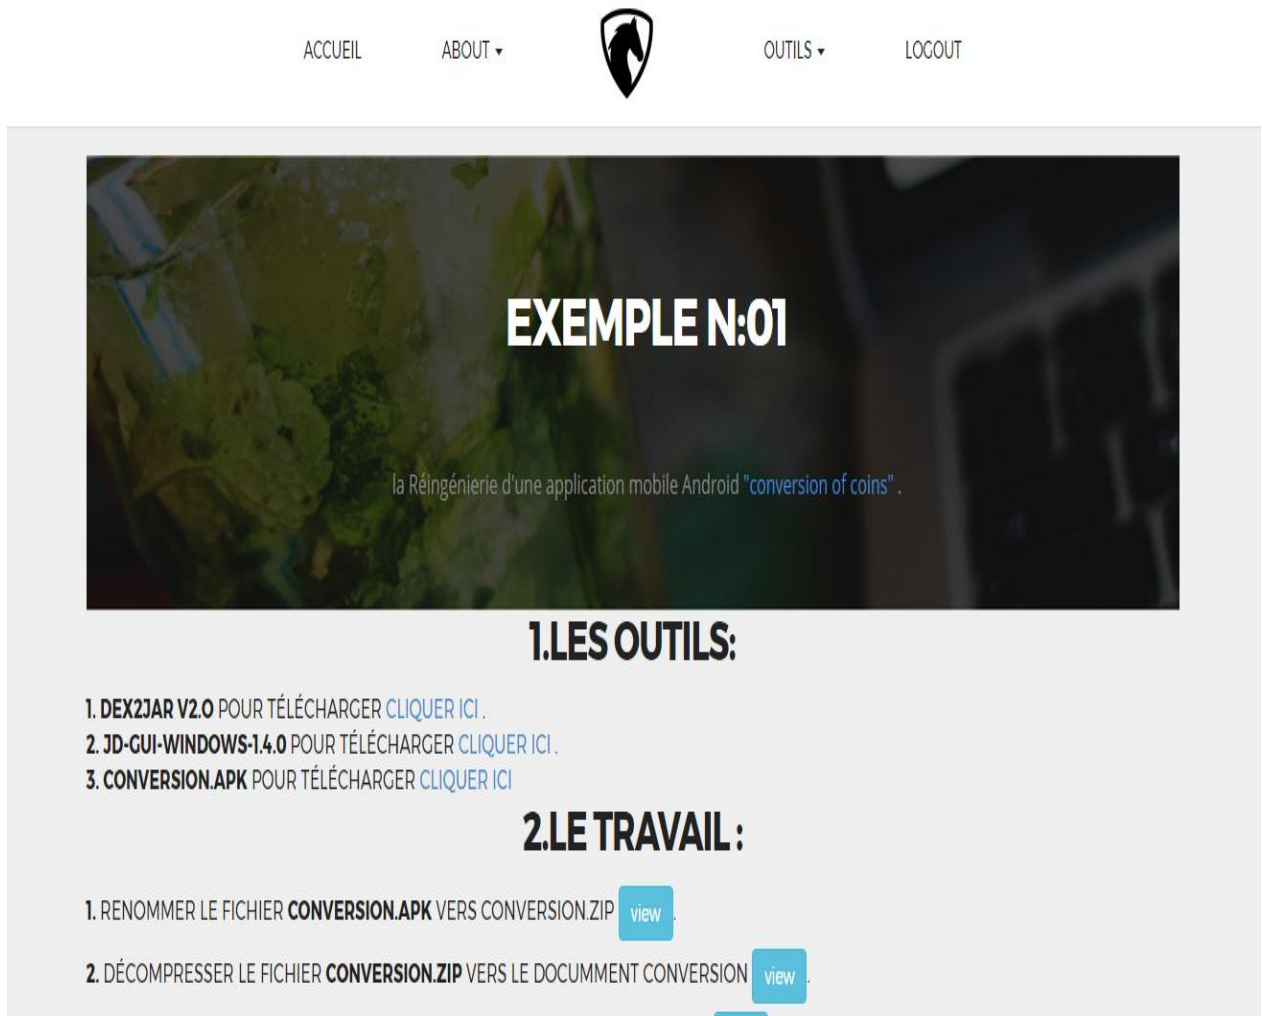 ACCUEIL
ABOUT
OUTILS
LOGOUT
EXEMPLE N:01
la Réingénierie d'une application mobile Android "conversion of coins" .
1.LES OUTILS:
1. DEX2JAR V2.0 POUR TÉLÉCHARGER CLIQUER ICI .
2. JD-GUI-WINDOWS-1.4.0 POUR TÉLÉCHARGER CLIQUER ICI .
3. CONVERSION.APK POUR TÉLÉCHARGER CLIQUER ICI
2.LE TRAVAIL :
1. RENOMMER LE FICHIER CONVERSION.APK VERS CONVERSION.ZIP view .
2. DÉCOMPRESSER LE FICHIER CONVERSION.ZIP VERS LE DOCUMMENT CONVERSION view .